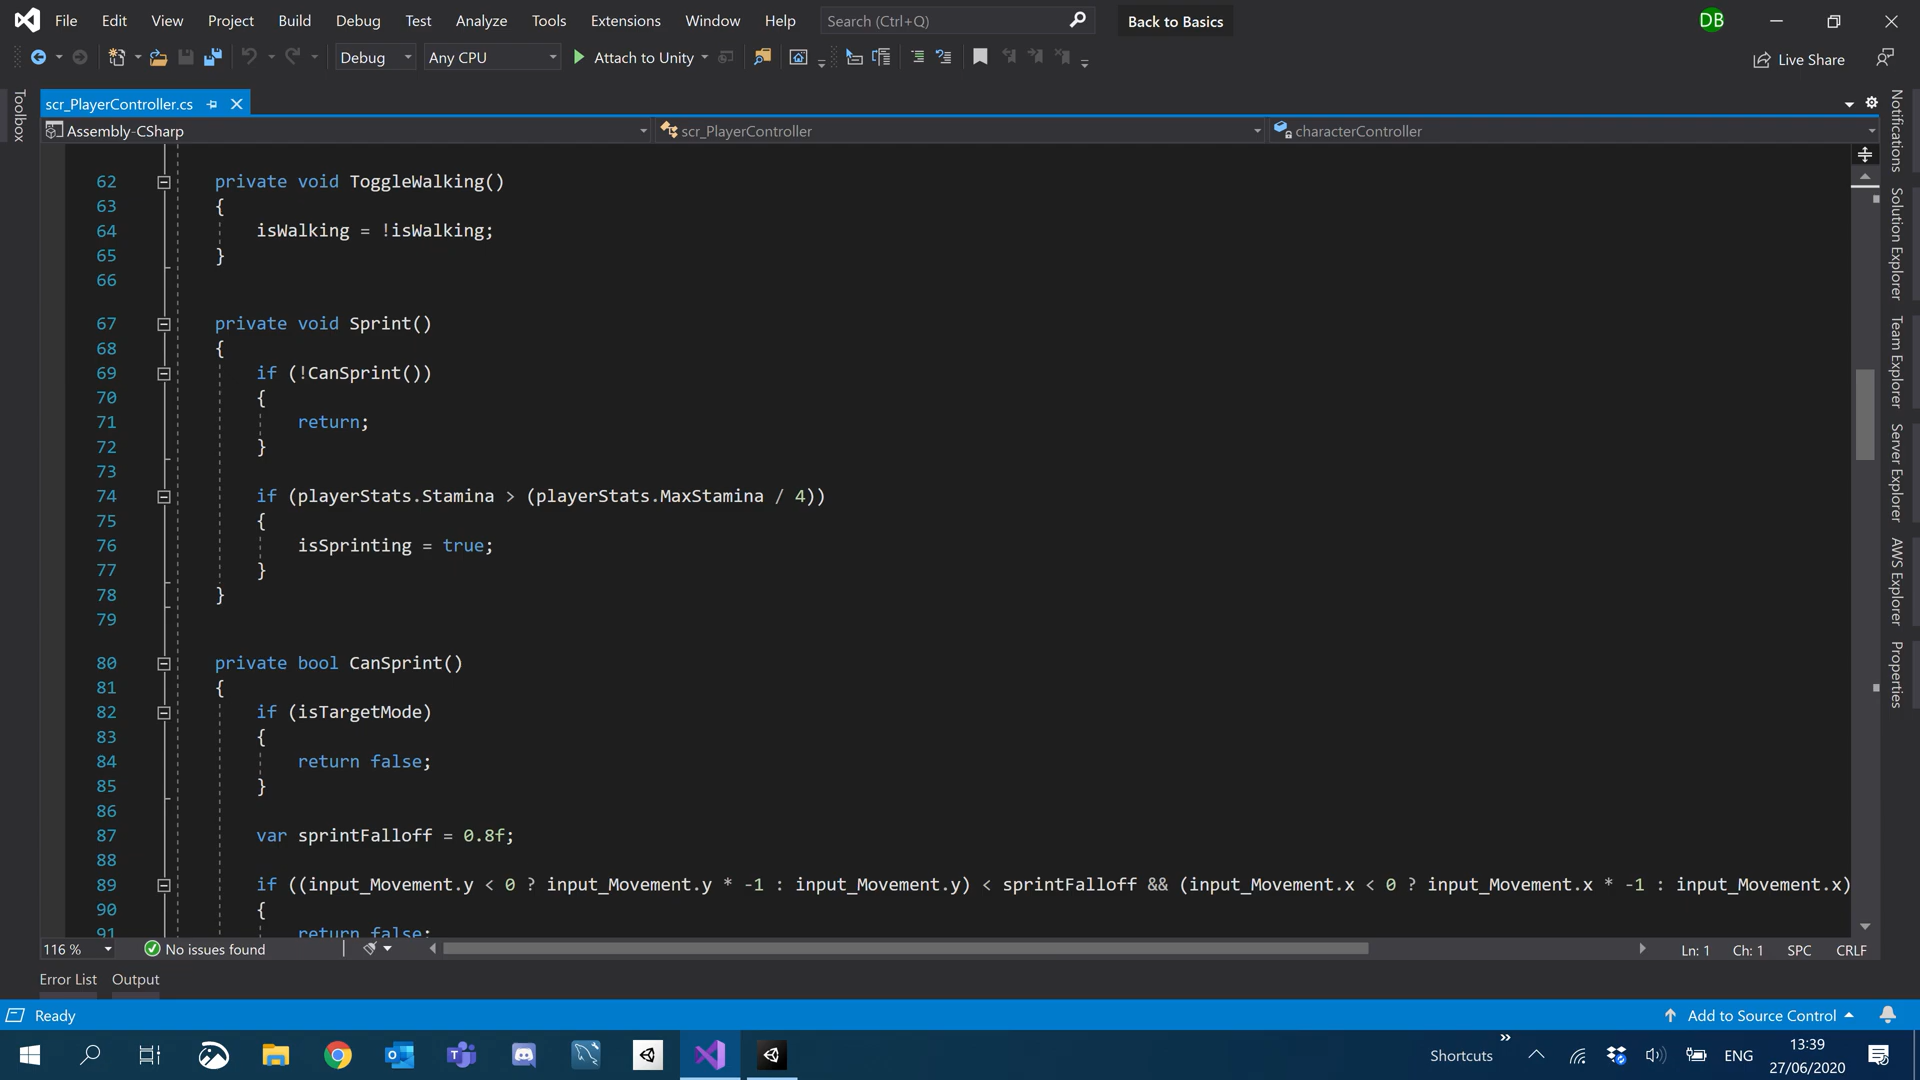 File Edit View Project Build Debug Test Analyze Tools Extensions Window Help Search (Ctrl+Q) Back to Basics DB
Debug Any CPU Attach to Unity Live Share
scr_PlayerController.cs
Assembly-CSharp scr_PlayerController characterController
62 private void ToggleWalking()
63 {
64 isWalking = !isWalking;
65 }
66
67 private void Sprint()
68 {
69 if (!CanSprint())
70 {
71 return;
72 }
73
74 if (playerStats.Stamina > (playerStats.MaxStamina / 4))
75 {
76 isSprinting = true;
77 }
78 }
79
80 private bool CanSprint()
81 {
82 if (isTargetMode)
83 {
84 return false;
85 }
86
87 var sprintFalloff = 0.8f;
88
89 if ((input_Movement.y < 0 ? input_Movement.y * -1 : input_Movement.y) < sprintFalloff && (input_Movement.x < 0 ? input_Movement.x * -1 : input_Movement.x)
90 {
91 return false;
116 % No issues found Ln: 1 Ch: 1 SPC CRLF
Error List Output
Ready Add to Source Control
Shortcuts ENG 13:39
27/06/2020
Toolbox
Notifications
Solution Explorer
Team Explorer
Server Explorer
AWS Explorer
Properties